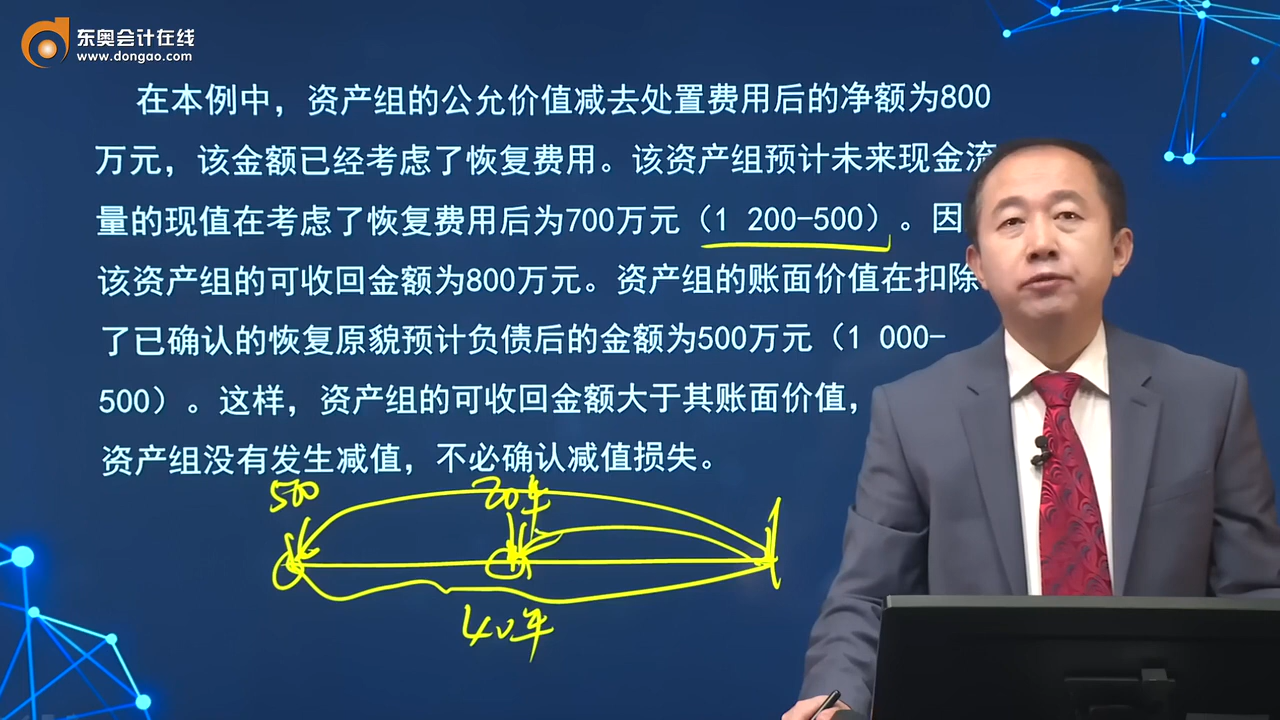 东奥会计在线
www.dongao.com
在本例中，资产组的公允价值减去处置费用后的净额为800
万元，该金额已经考虑了恢复费用。该资产组预计未来现金流
量的现值在考虑了恢复费用后为700万元（1 200-500）。因
该资产组的可收回金额为800万元。资产组的账面价值在扣除
了已确认的恢复原貌预计负债后的金额为500万元（1 000-
500）。这样，资产组的可收回金额大于其账面价值，
资产组没有发生减值，不必确认减值损失。
500 20年
40年